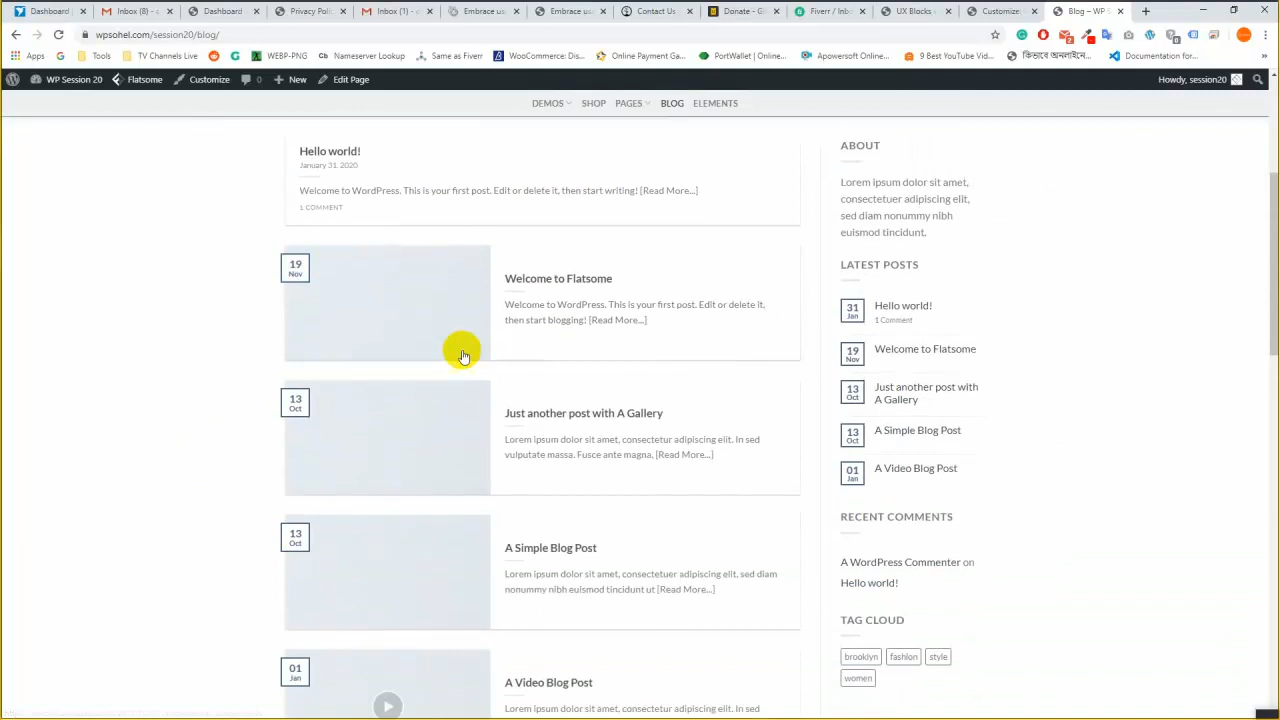 Dashboard
Inbox (8) - s
Dashboard
Privacy Polic
Inbox (1) - m
Embrace us
Embrace us
Contact Us
Donate - Gi
Fiverr / Inbo
UX Blocks
Customize:
Blog – WP S
wpsohel.com/session20/blog/
Apps
Tools
TV Channels Live
WEBP-PNG
Nameserver Lookup
Same as Fiverr
WooCommerce: Dis...
Online Payment Ga...
PortWallet | Online...
Apowersoft Online...
9 Best YouTube Vid...
কিভাবে অনলাইনে...
Documentation for...
WP Session 20
Flatsome
Customize
0
New
Edit Page
Howdy, session20
DEMOS
SHOP
PAGES
BLOG
ELEMENTS
Hello world!
January 31, 2020
Welcome to WordPress. This is your first post. Edit or delete it, then start writing! [Read More...]
1 COMMENT
19
Nov
Welcome to Flatsome
Welcome to WordPress. This is your first post. Edit or delete it,
then start blogging! [Read More...]
13
Oct
Just another post with A Gallery
Lorem ipsum dolor sit amet, consectetur adipiscing elit. In sed
vulputate massa. Fusce ante magna, [Read More...]
13
Oct
A Simple Blog Post
Lorem ipsum dolor sit amet, consectetuer adipiscing elit, sed diam
nonummy nibh euismod tincidunt ut [Read More...]
01
Jan
A Video Blog Post
Lorem ipsum dolor sit amet, consectetur adipiscing elit. In sed
ABOUT
Lorem ipsum dolor sit amet,
consectetuer adipiscing elit,
sed diam nonummy nibh
euismod tincidunt.
LATEST POSTS
31
Jan
Hello world!
1 Comment
19
Nov
Welcome to Flatsome
13
Oct
Just another post with
A Gallery
13
Oct
A Simple Blog Post
01
Jan
A Video Blog Post
RECENT COMMENTS
A WordPress Commenter on
Hello world!
TAG CLOUD
brooklyn
fashion
style
women